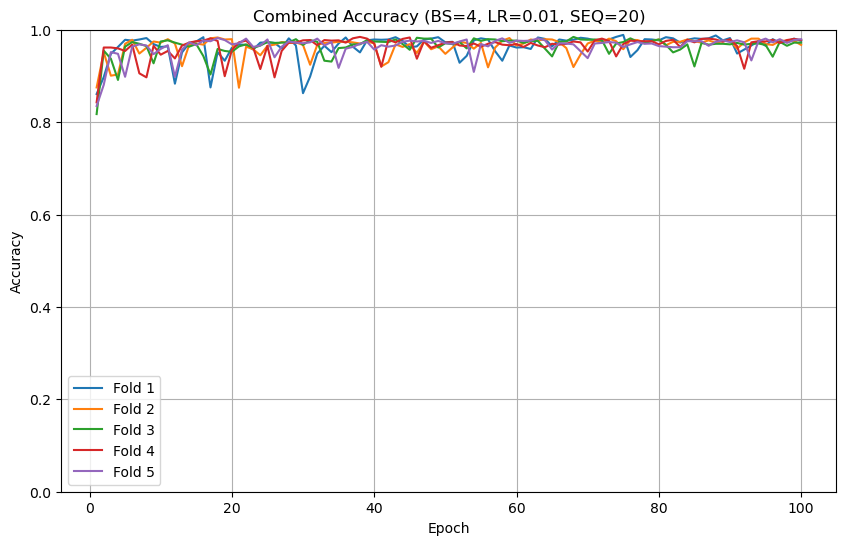 Combined Accuracy (BS=4, LR=0.01, SEQ=20)
1.0
0.8
0.6
0.4
0.2
0.0
Accuracy
Fold 1
Fold 2
Fold 3
Fold 4
Fold 5
0 20 40 60 80 100
Epoch